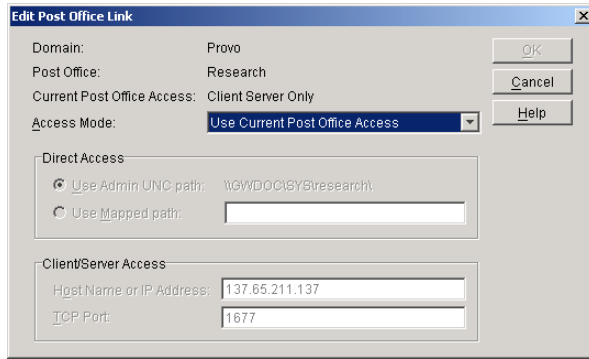 Edit Post Office Link
Domain: Provo
Post Office: Research
Current Post Office Access: Client Server Only
Access Mode: Use Current Post Office Access
OK
Cancel
Help
Direct Access
Use Admin UNC path: \\GWDOC\SYS\research\
Use Mapped path:
Client/Server Access
Host Name or IP Address: 137.65.211.137
TCP Port: 1677